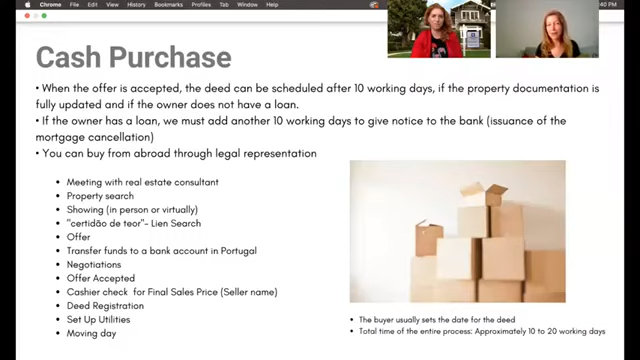 Chrome File Edit View History Bookmarks Profiles Tab Window Help
:40 PM
Cash Purchase
• When the offer is accepted, the deed can be scheduled after 10 working days, if the property documentation is
fully updated and if the owner does not have a loan.
• If the owner has a loan, we must add another 10 working days to give notice to the bank (issuance of the
mortgage cancellation)
• You can buy from abroad through legal representation
• Meeting with real estate consultant
• Property search
• Showing (in person or virtually)
• "certidão de teor"- Lien Search
• Offer
• Transfer funds to a bank account in Portugal
• Negotiations
• Offer Accepted
• Cashier check for Final Sales Price (Seller name)
• Deed Registration
• Set Up Utilities
• Moving day
• The buyer usually sets the date for the deed
• Total time of the entire process: Approximately 10 to 20 working days